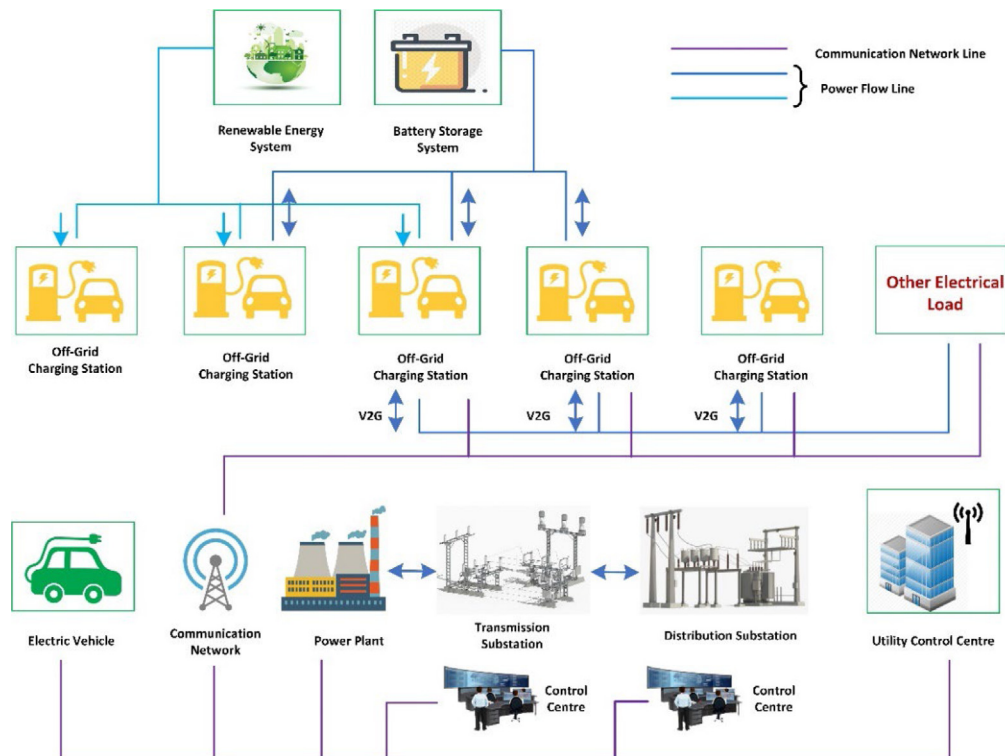 Communication Network Line
Power Flow Line
Renewable Energy
System
Battery Storage
System
Off-Grid
Charging Station
Off-Grid
Charging Station
Off-Grid
Charging Station
Off-Grid
Charging Station
Off-Grid
Charging Station
Other Electrical
Load
V2G
V2G
V2G
Electric Vehicle
Communication
Network
Power Plant
Transmission
Substation
Distribution Substation
Utility Control Centre
Control
Centre
Control
Centre